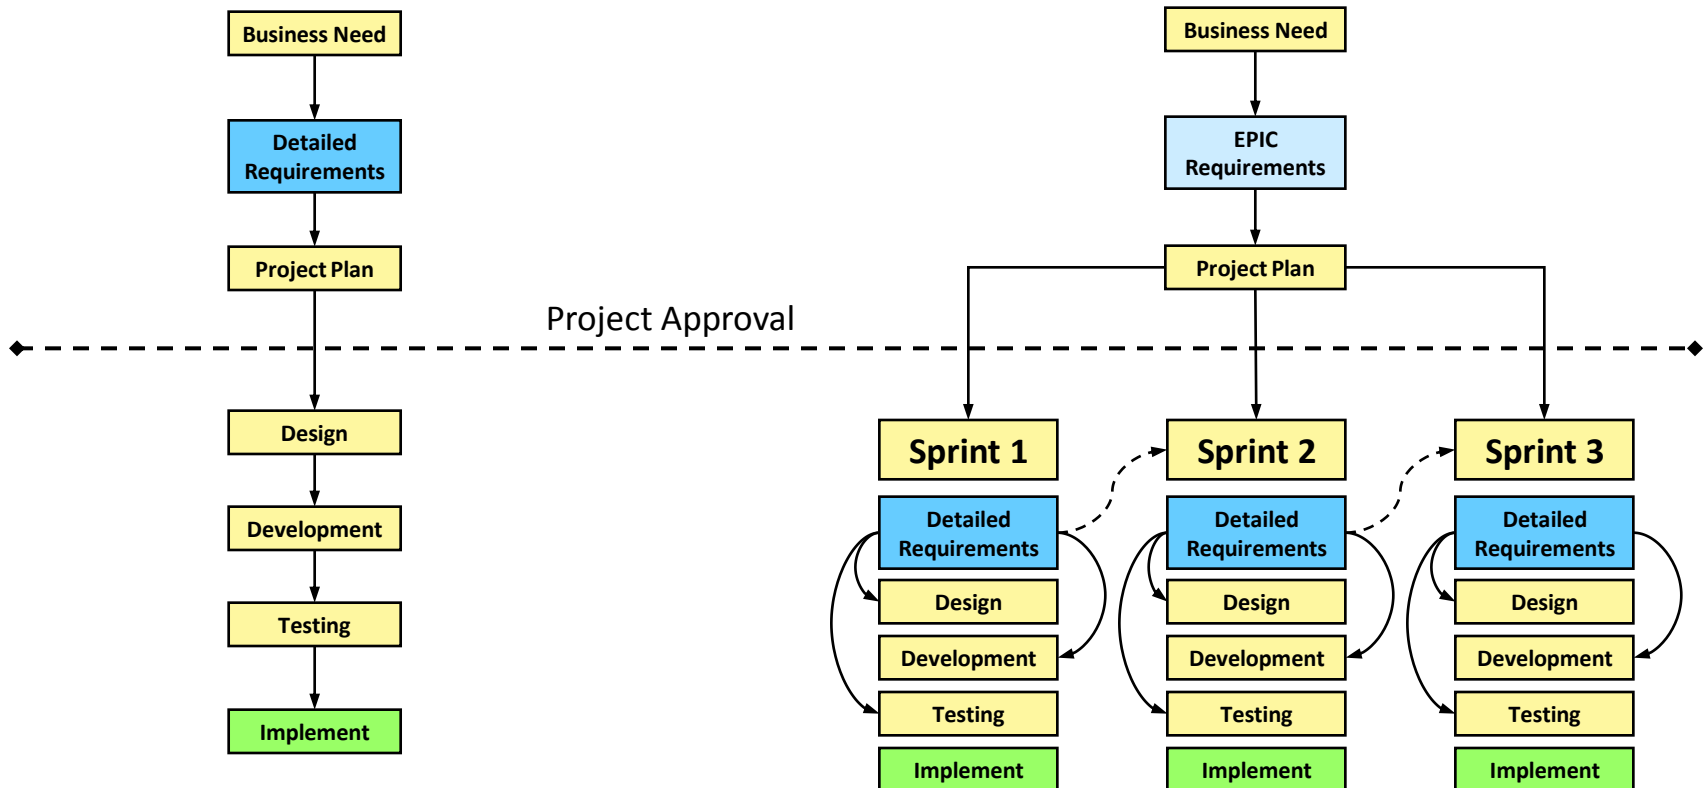 Business Need
Detailed
Requirements
Project Plan
Project Approval
Design
Development
Testing
Implement
Business Need
EPIC
Requirements
Project Plan
Sprint 1
Detailed
Requirements
Design
Development
Testing
Implement
Sprint 2
Detailed
Requirements
Design
Development
Testing
Implement
Sprint 3
Detailed
Requirements
Design
Development
Testing
Implement